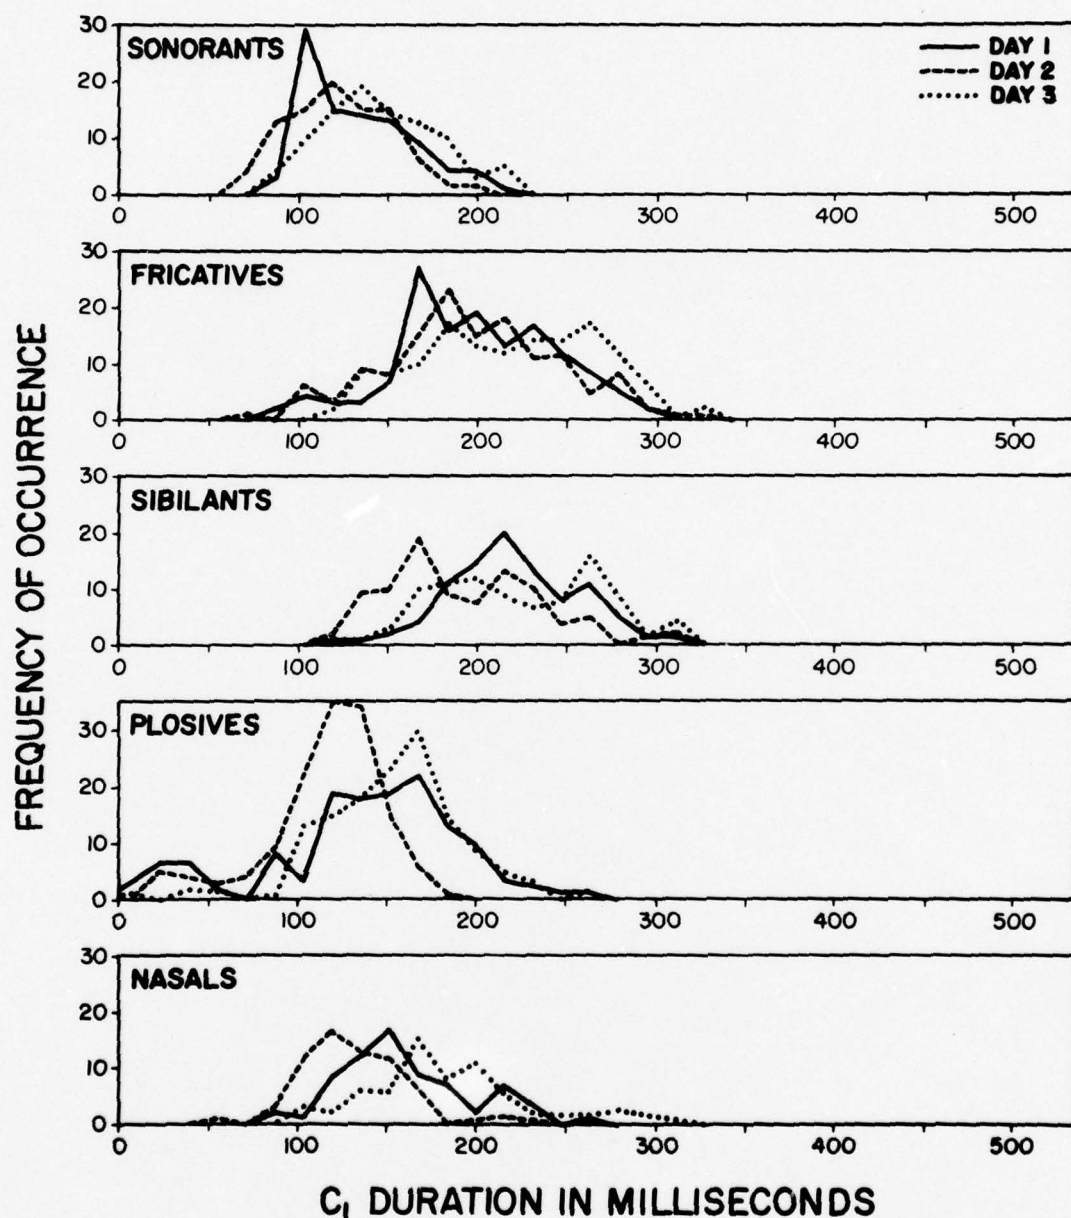 FREQUENCY OF OCCURRENCE
30
20
10
0
SONORANTS
DAY 1
DAY 2
DAY 3
0 100 200 300 400 500
30
20
10
0
FRICATIVES
0 100 200 300 400 500
30
20
10
0
SIBILANTS
0 100 200 300 400 500
30
20
10
0
PLOSIVES
0 100 200 300 400 500
30
20
10
0
NASALS
0 100 200 300 400 500
C₁ DURATION IN MILLISECONDS